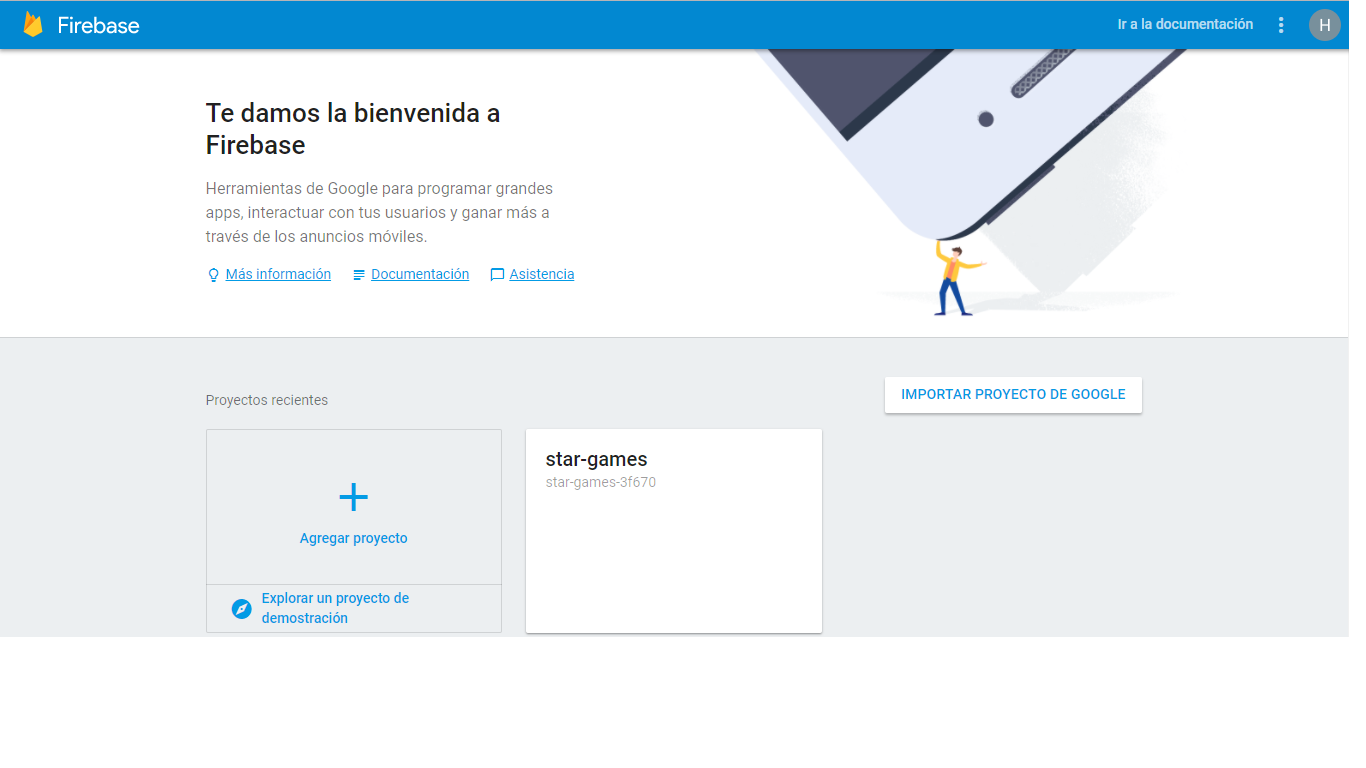 Firebase
Ir a la documentación
H
Te damos la bienvenida a
Firebase
Herramientas de Google para programar grandes
apps, interactuar con tus usuarios y ganar más a
través de los anuncios móviles.
Más información
Documentación
Asistencia
Proyectos recientes
IMPORTAR PROYECTO DE GOOGLE
Agregar proyecto
Explorar un proyecto de
demostración
star-games
star-games-3f670